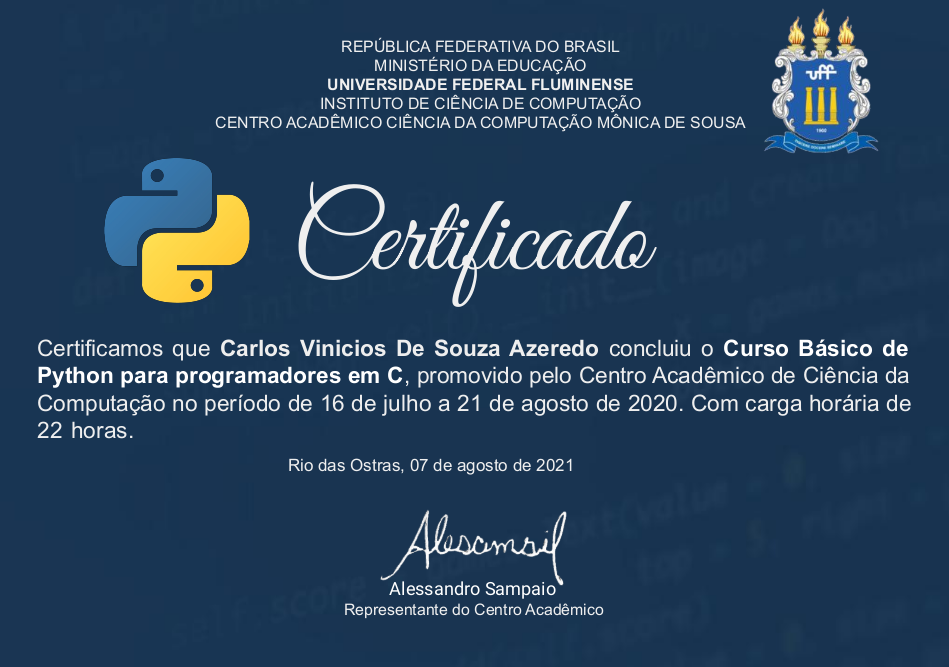 REPÚBLICA FEDERATIVA DO BRASIL
MINISTÉRIO DA EDUCAÇÃO
UNIVERSIDADE FEDERAL FLUMINENSE
INSTITUTO DE CIÊNCIA DE COMPUTAÇÃO
CENTRO ACADÊMICO CIÊNCIA DA COMPUTAÇÃO MÔNICA DE SOUSA
uff
1960
Certificado
Certificamos que Carlos Vinicios De Souza Azeredo concluiu o Curso Básico de
Python para programadores em C, promovido pelo Centro Acadêmico de Ciência da
Computação no período de 16 de julho a 21 de agosto de 2020. Com carga horária de
22 horas.
Rio das Ostras, 07 de agosto de 2021
Alessandro Sampaio
Representante do Centro Acadêmico